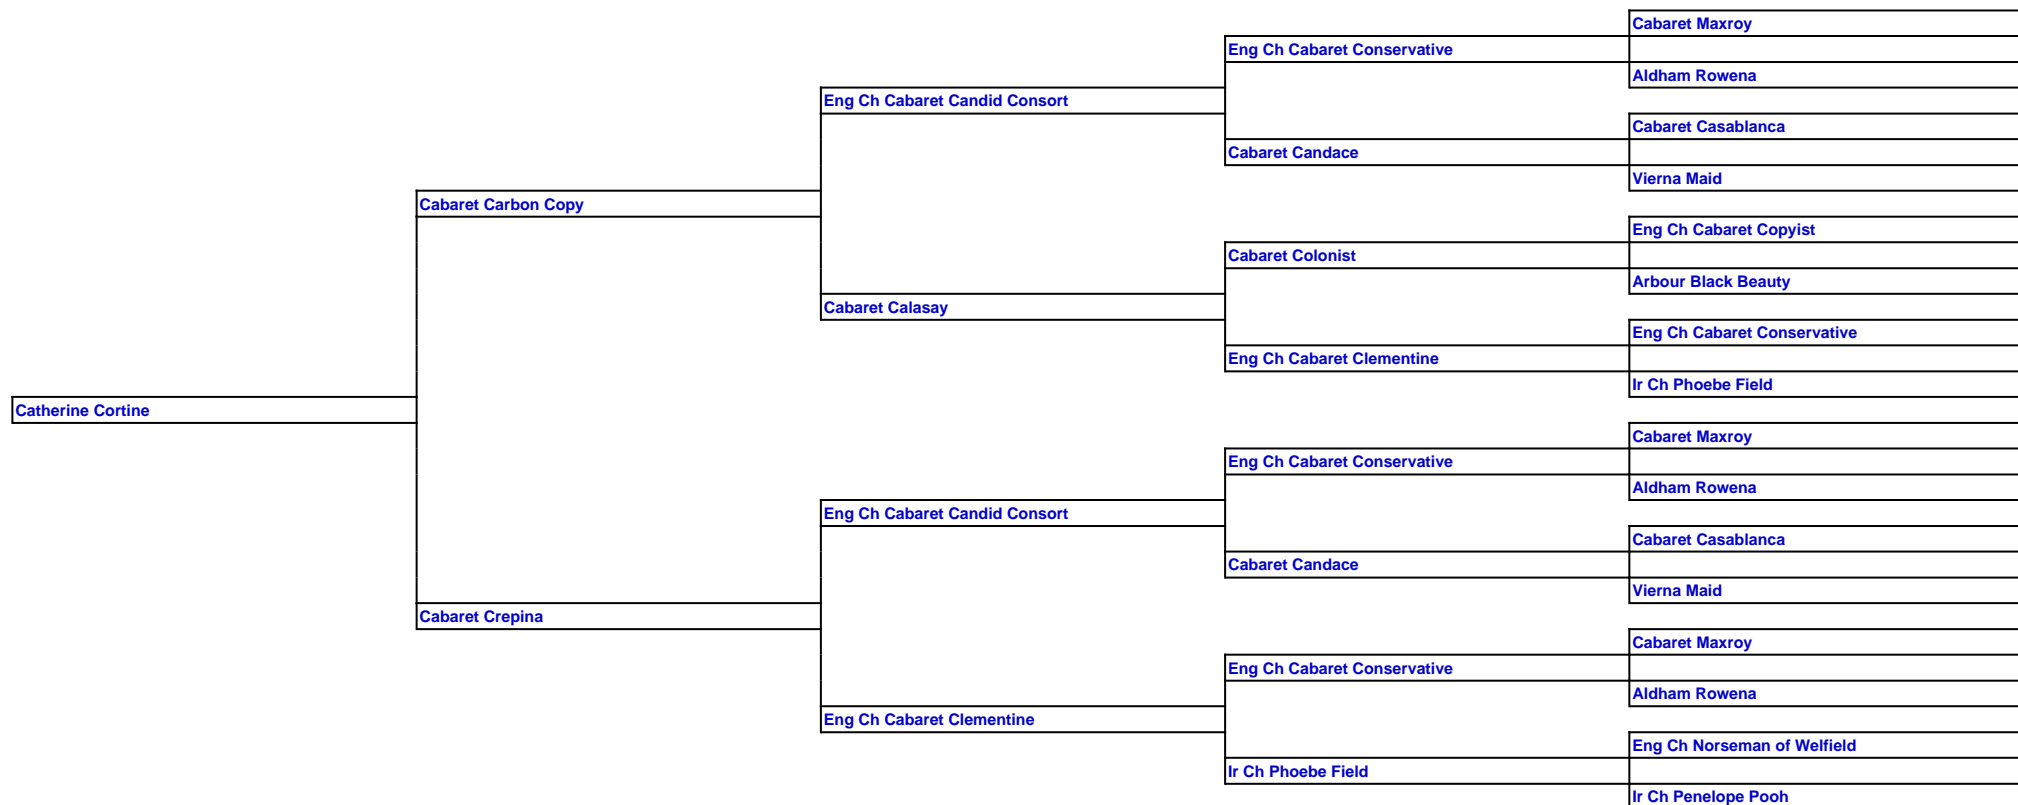 Cabaret Maxroy
Eng Ch Cabaret Conservative
Aldham Rowena
Eng Ch Cabaret Candid Consort
Cabaret Casablanca
Cabaret Candace
Vierna Maid
Cabaret Carbon Copy
Eng Ch Cabaret Copyist
Cabaret Colonist
Arbour Black Beauty
Cabaret Calasay
Eng Ch Cabaret Conservative
Eng Ch Cabaret Clementine
Ir Ch Phoebe Field
Catherine Cortine
Cabaret Maxroy
Eng Ch Cabaret Conservative
Aldham Rowena
Eng Ch Cabaret Candid Consort
Cabaret Casablanca
Cabaret Candace
Vierna Maid
Cabaret Crepina
Cabaret Maxroy
Eng Ch Cabaret Conservative
Aldham Rowena
Eng Ch Cabaret Clementine
Eng Ch Norseman of Welfield
Ir Ch Phoebe Field
Ir Ch Penelope Pooh